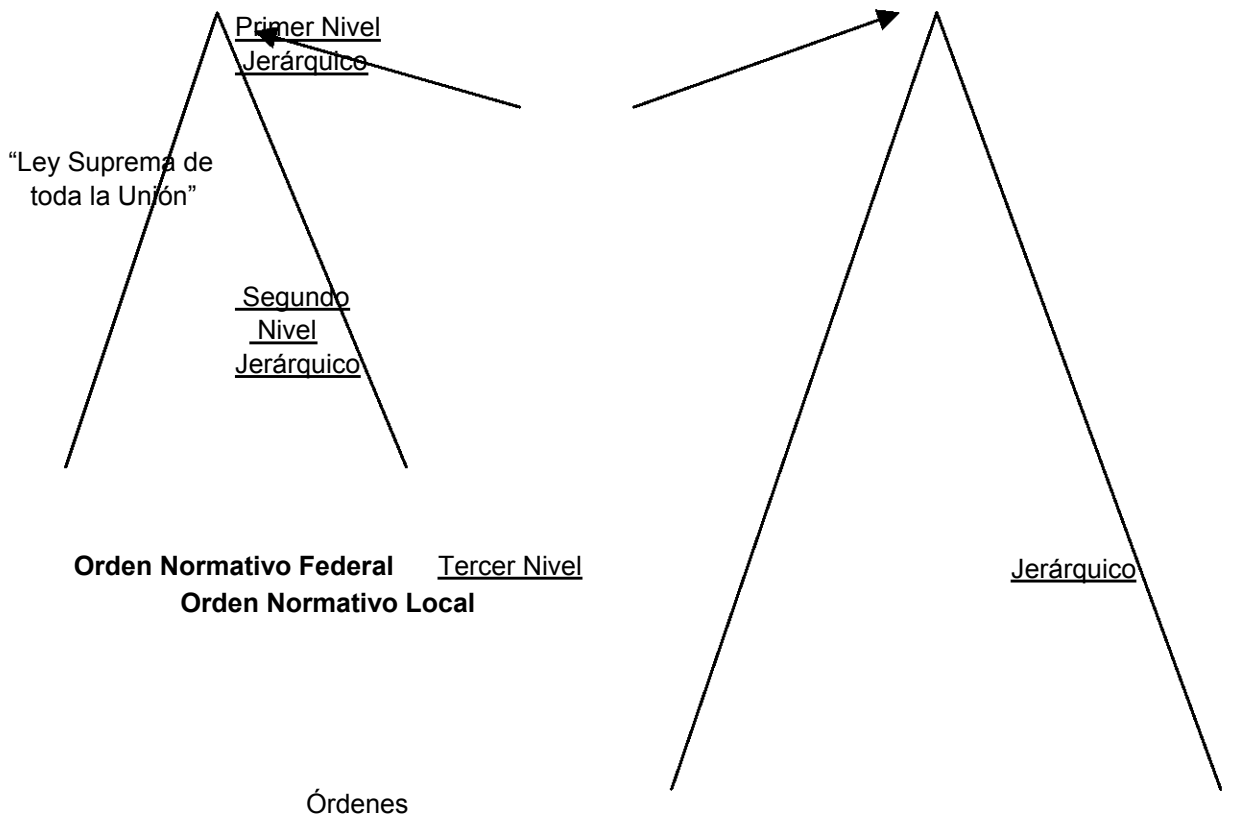 Primer Nivel
Jerárquico
“Ley Suprema de
toda la Unión”
Segundo
Nivel
Jerárquico
Orden Normativo Federal Tercer Nivel Jerárquico
Orden Normativo Local
Órdenes